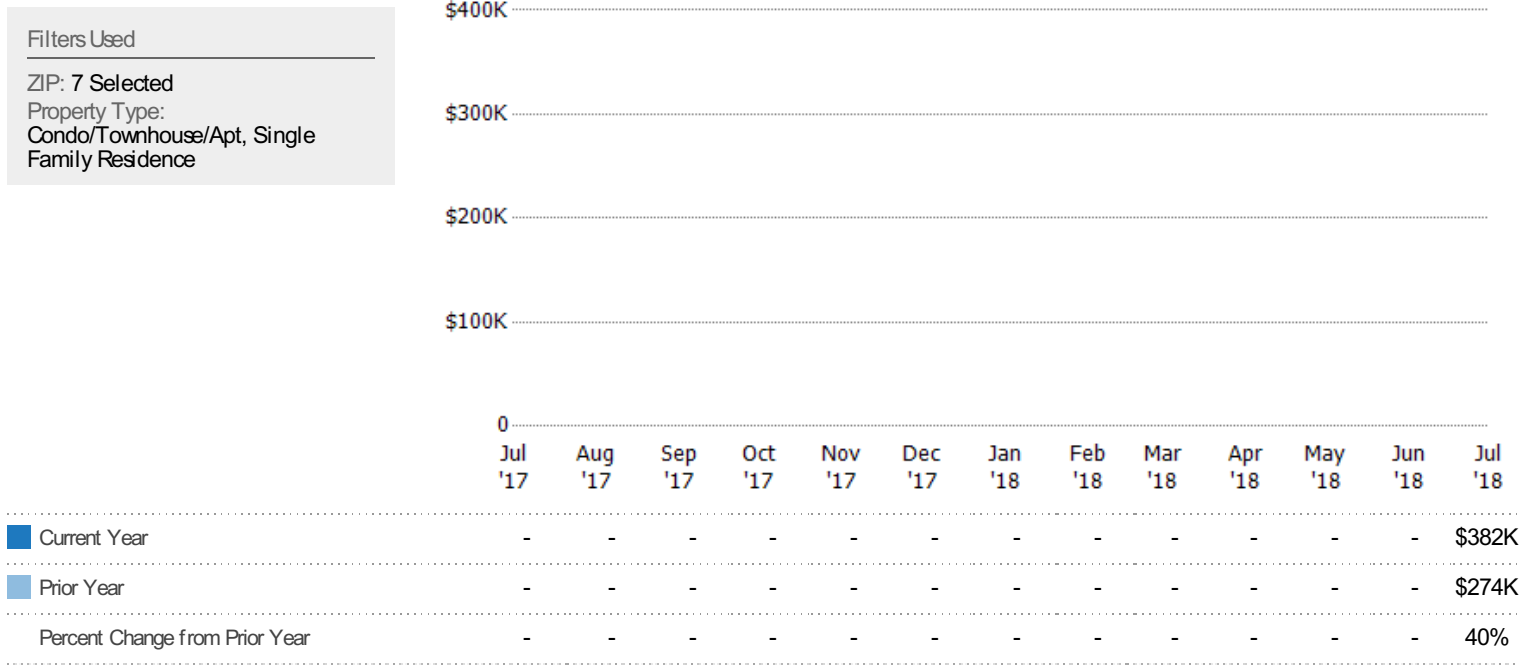 Filters Used
ZIP: 7 Selected
Property Type:
Condo/Townhouse/Apt, Single
Family Residence
$400K
$300K
$200K
$100K
0
Jul Aug Sep Oct Nov Dec Jan Feb Mar Apr May Jun Jul
'17 '17 '17 '17 '17 '17 '18 '18 '18 '18 '18 '18 '18
Current Year - - - - - - - - - - - - $382K
Prior Year - - - - - - - - - - - - $274K
Percent Change from Prior Year - - - - - - - - - - - - 40%